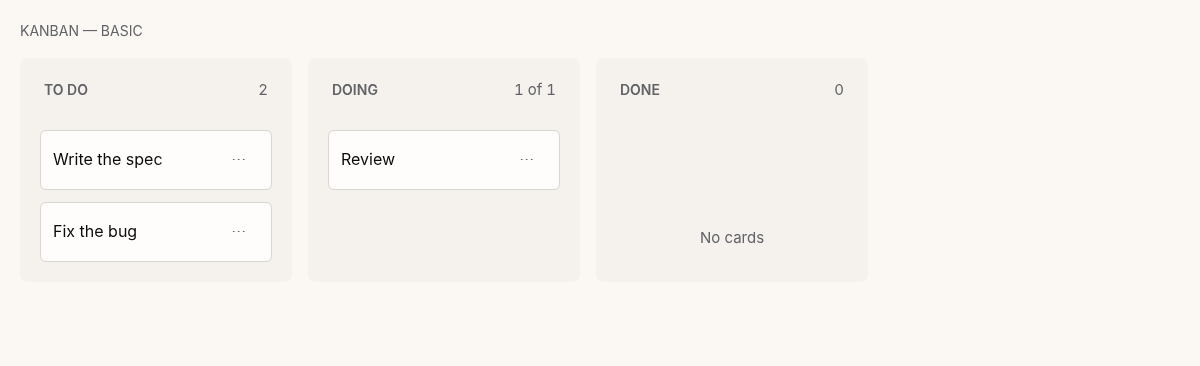 KANBAN — BASIC
TO DO 2
Write the spec ...
Fix the bug ...
DOING 1 of 1
Review ...
DONE 0
No cards